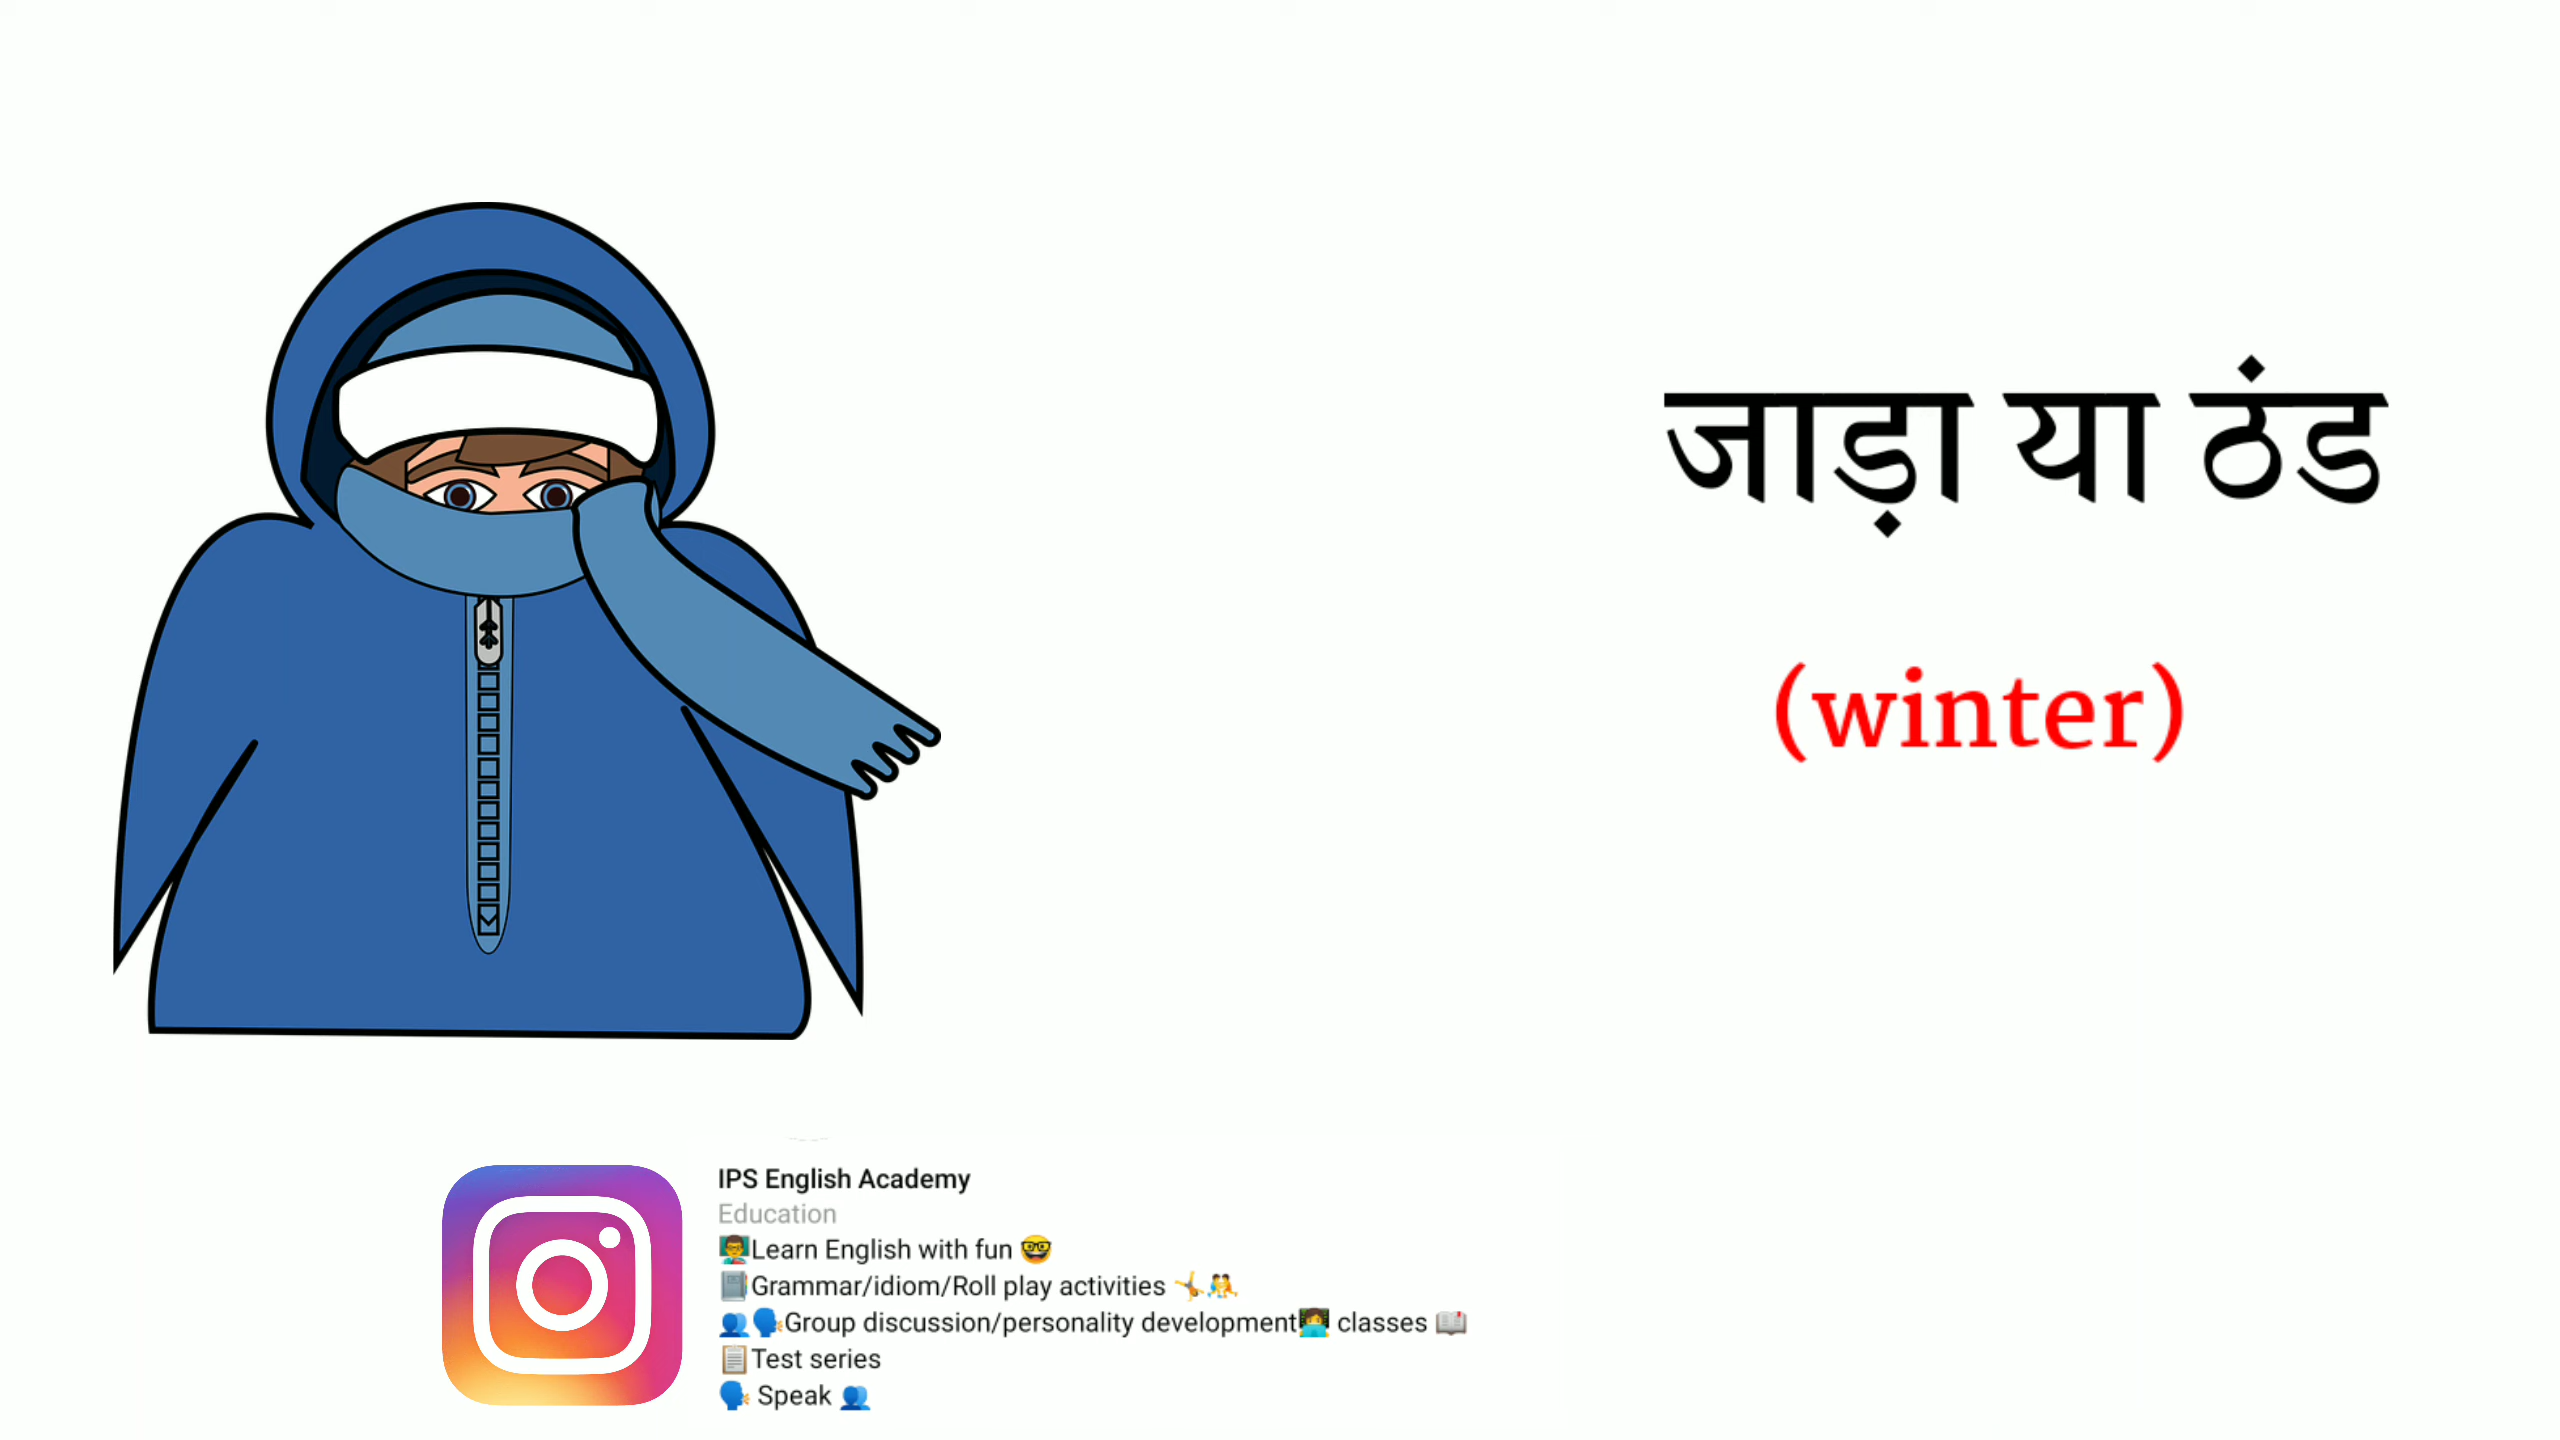 जाड़ा या ठंड
(winter)
IPS English Academy
Education
👨‍🏫Learn English with fun 🤓
📓Grammar/idiom/Roll play activities 🤸🤼
👥🗣️Group discussion/personality development👩‍💻 classes 📖
📋Test series
🗣️ Speak 👥